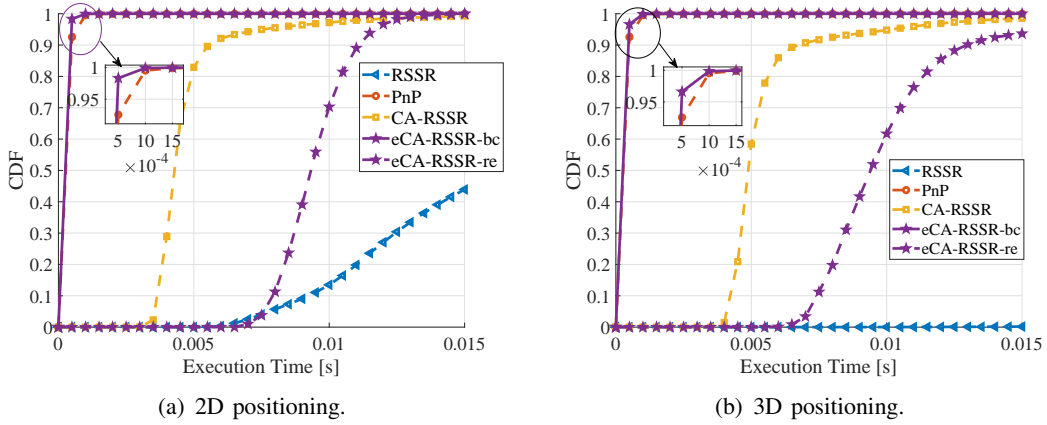 1
0.9
0.8
0.7
0.6
0.5
0.4
0.3
0.2
0.1
0
CDF
1
0.95
5 10 15
×10⁻⁴
RSSR
PnP
CA-RSSR
eCA-RSSR-bc
eCA-RSSR-re
0 0.005 0.01 0.015
Execution Time [s]
(a) 2D positioning.
1
0.9
0.8
0.7
0.6
0.5
0.4
0.3
0.2
0.1
0
CDF
1
0.95
5 10 15
×10⁻⁴
RSSR
PnP
CA-RSSR
eCA-RSSR-bc
eCA-RSSR-re
0 0.005 0.01 0.015
Execution Time [s]
(b) 3D positioning.